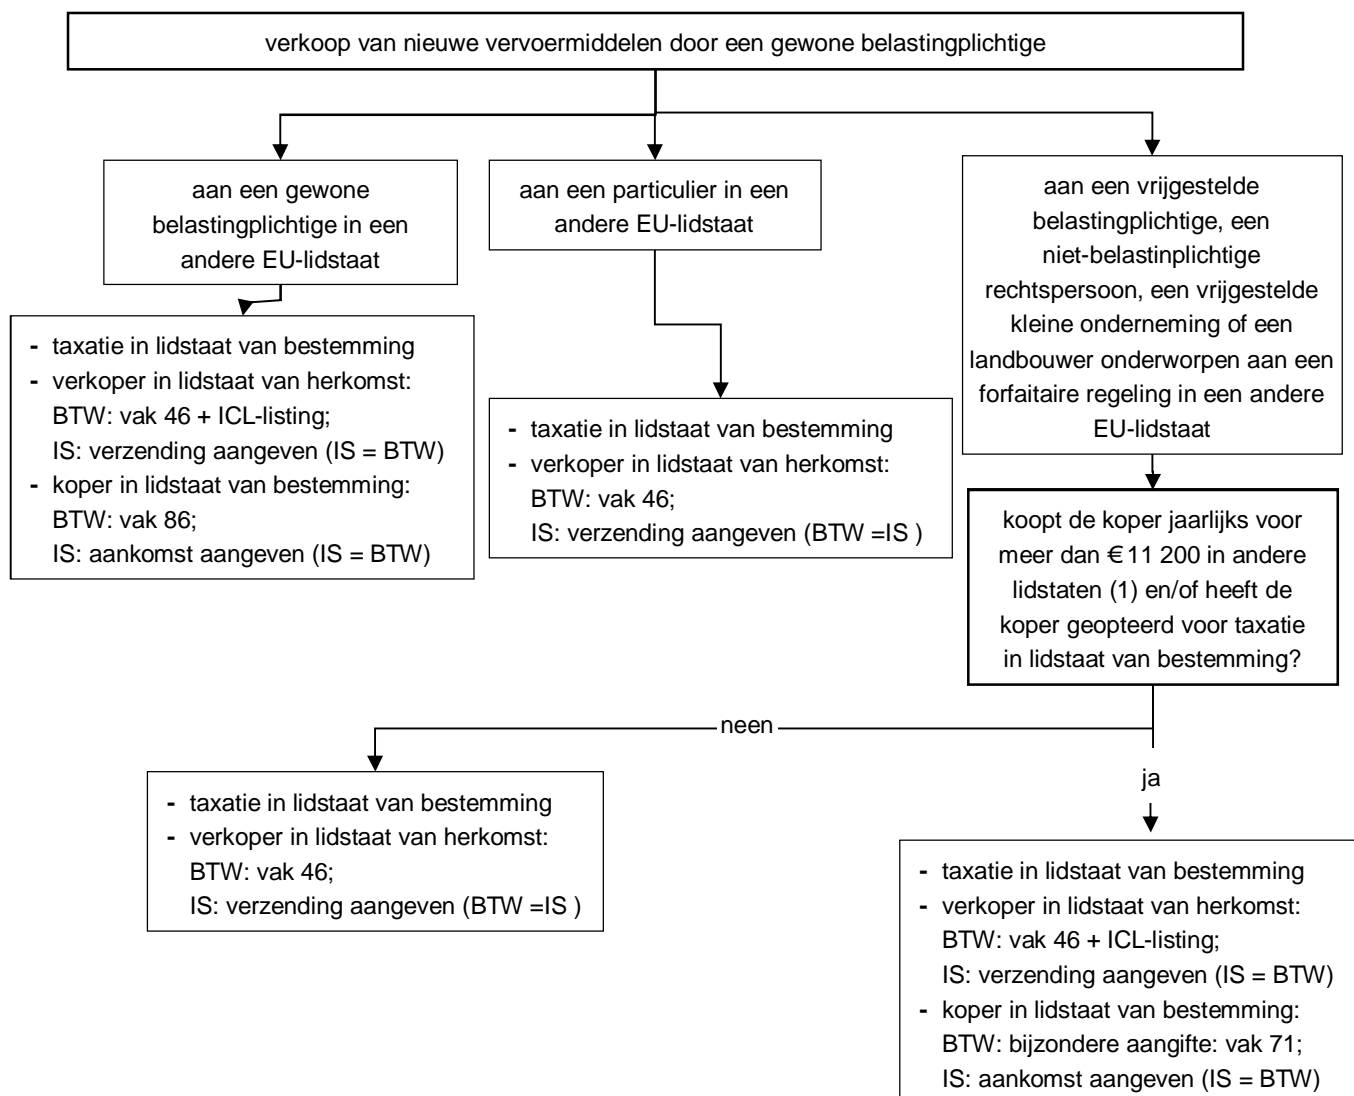 verkoop van nieuwe vervoermiddelen door een gewone belastingplichtige
aan een gewone
belastingplichtige in een
andere EU-lidstaat
aan een particulier in een
andere EU-lidstaat
aan een vrijgestelde
belastingplichtige, een
niet-belastinplichtige
rechtspersoon, een vrijgestelde
kleine onderneming of een
landbouwer onderworpen aan een
forfaitaire regeling in een andere
EU-lidstaat
- taxatie in lidstaat van bestemming
- verkoper in lidstaat van herkomst:
BTW: vak 46 + ICL-listing;
IS: verzending aangeven (IS = BTW)
- koper in lidstaat van bestemming:
BTW: vak 86;
IS: aankomst aangeven (IS = BTW)
- taxatie in lidstaat van bestemming
- verkoper in lidstaat van herkomst:
BTW: vak 46;
IS: verzending aangeven (BTW =IS )
koopt de koper jaarlijks voor
meer dan € 11 200 in andere
lidstaten (1) en/of heeft de
koper geopteerd voor taxatie
in lidstaat van bestemming?
neen
ja
- taxatie in lidstaat van bestemming
- verkoper in lidstaat van herkomst:
BTW: vak 46;
IS: verzending aangeven (BTW =IS )
- taxatie in lidstaat van bestemming
- verkoper in lidstaat van herkomst:
BTW: vak 46 + ICL-listing;
IS: verzending aangeven (IS = BTW)
- koper in lidstaat van bestemming:
BTW: bijzondere aangifte: vak 71;
IS: aankomst aangeven (IS = BTW)